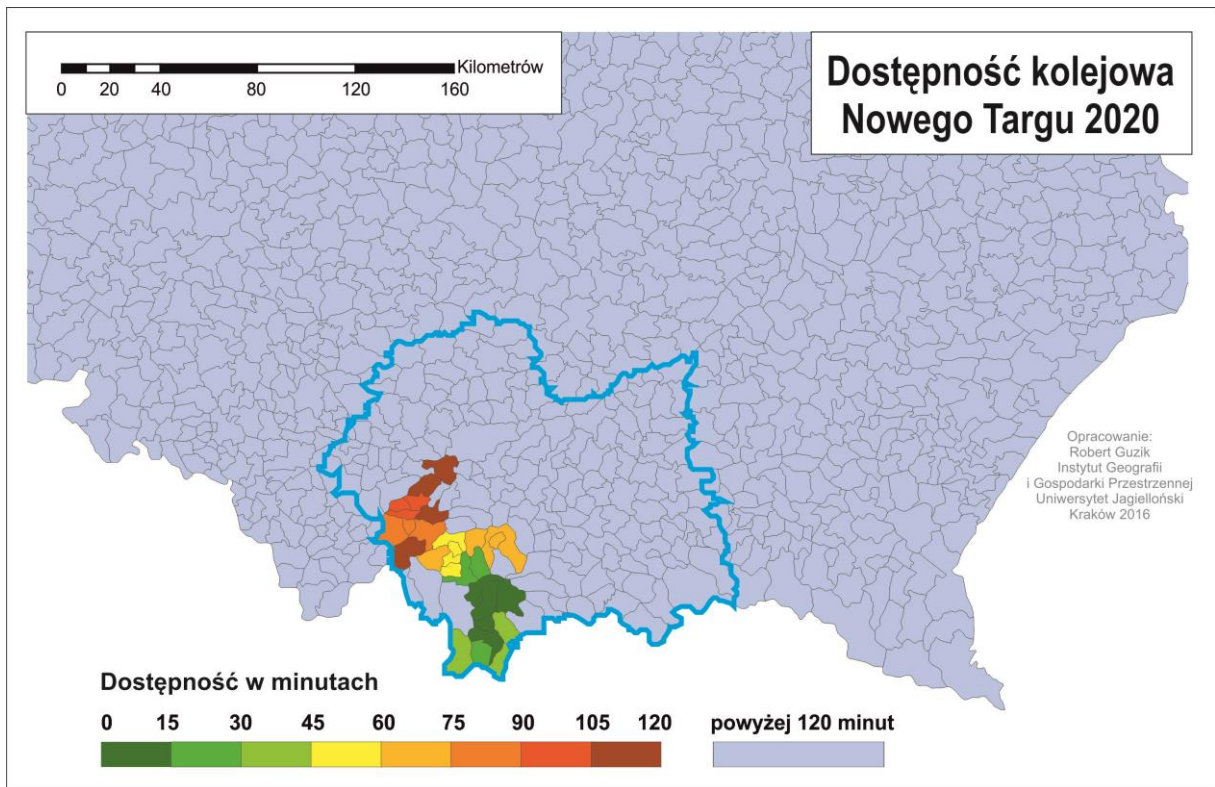 Kilometrów
0 20 40 80 120 160
Dostępność kolejowa
Nowego Targu 2020
Opracowanie:
Robert Guzik
Instytut Geografii
i Gospodarki Przestrzennej
Uniwersytet Jagielloński
Kraków 2016
Dostępność w minutach
0 15 30 45 60 75 90 105 120
powyżej 120 minut